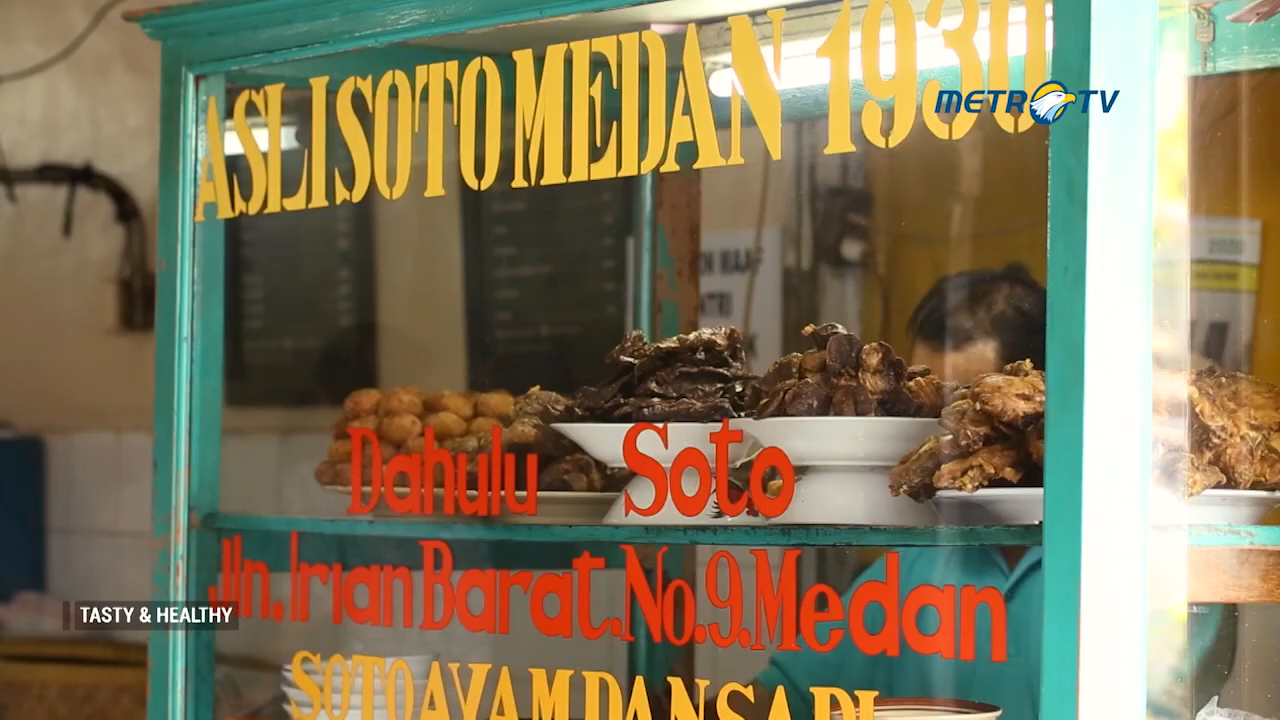 ASLI SOTO MEDAN 1930
METRO TV
Dahulu Soto
Jln. Irian Barat. No. 9. Medan
TASTY & HEALTHY
SOTO AYAM DAN SAPI